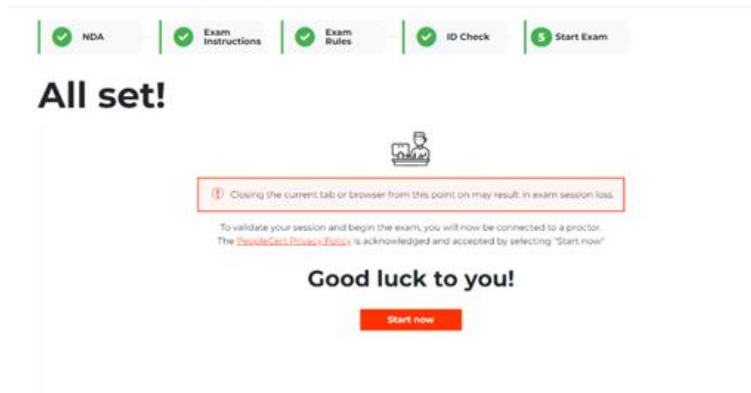 NDA
Exam
Instructions
Exam
Rules
ID Check
5 Start Exam
All set!
Closing the current tab or browser from this point on may result in exam session loss.
To validate your session and begin the exam, you will now be connected to a proctor.
The PeopleCert Privacy Policy is acknowledged and accepted by selecting "Start now"
Good luck to you!
Start now